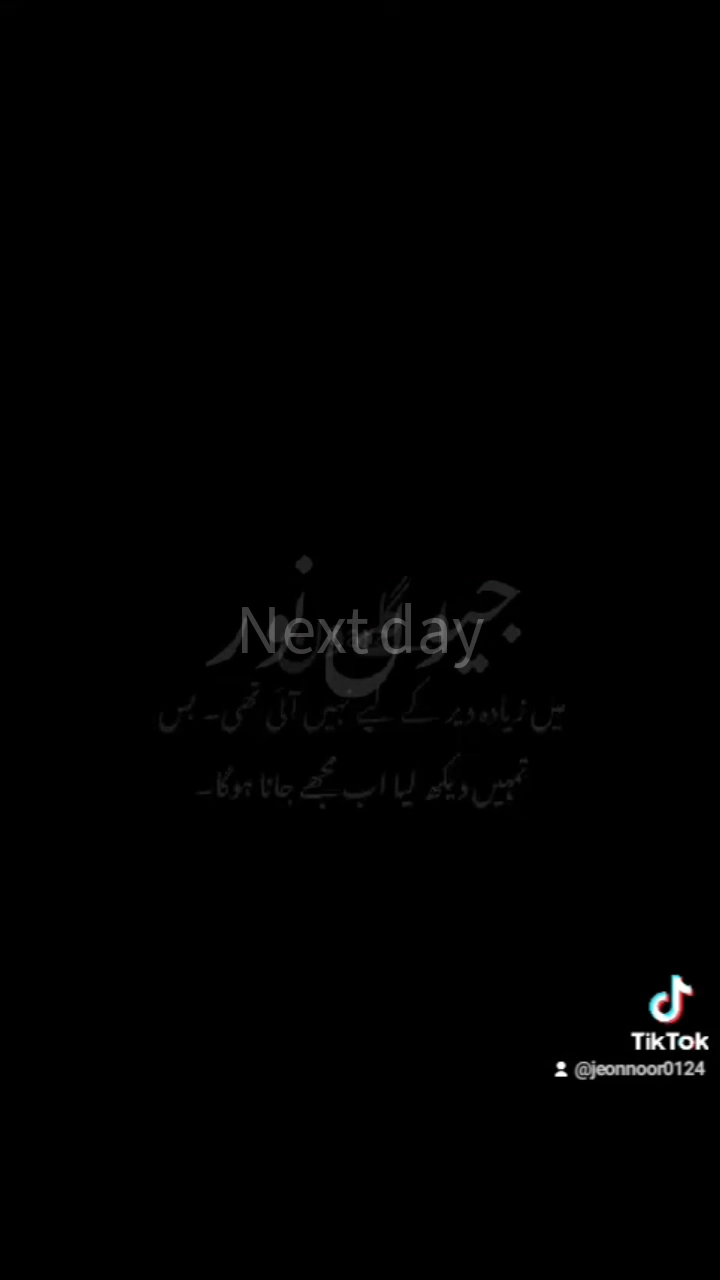 Next day
میں زیادہ دیر کے لیے نہیں آئی تھی۔ بس
تمہیں دیکھ لیا اب مجھے جانا ہوگا۔
TikTok
@jeonnoor0124